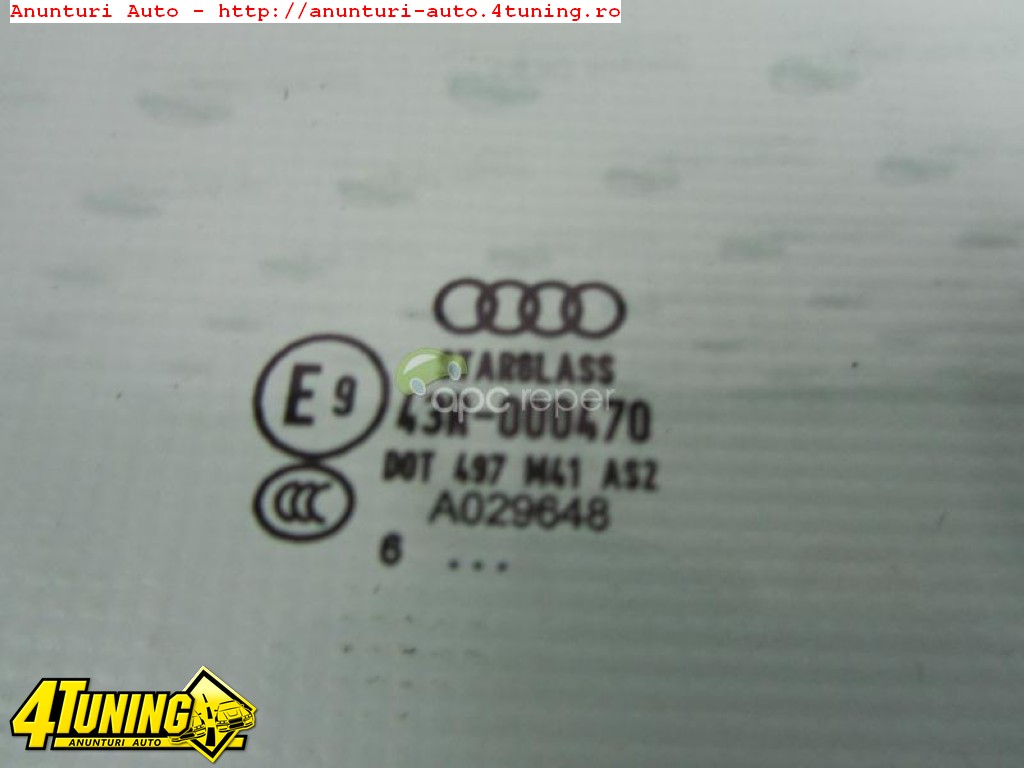 Anunturi Auto - http://anunturi-auto.4tuning.ro
STARGLASS
E9
43R-000470
apc reper
DOT 497 M41 AS2
CCC
A029648
6 ...
4TUNING
ANUNTURI AUTO